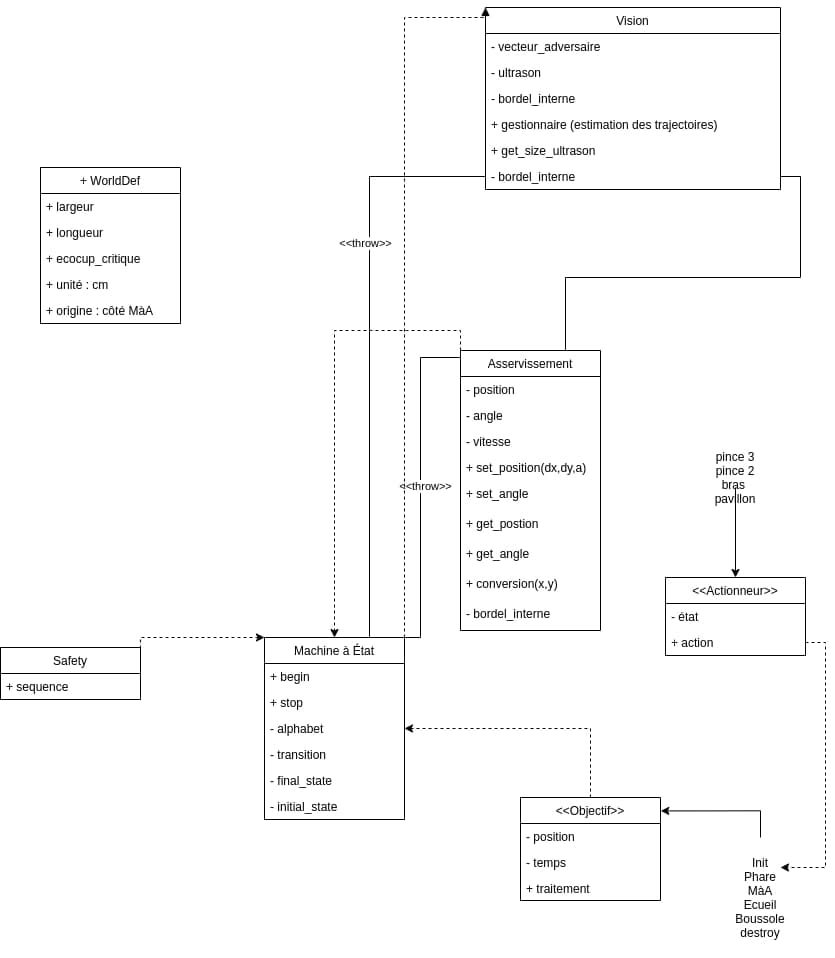 Vision
- vecteur_adversaire
- ultrason
- bordel_interne
+ gestionnaire (estimation des trajectoires)
+ get_size_ultrason
- bordel_interne
+ WorldDef
+ largeur
+ longueur
+ ecocup_critique
+ unité : cm
+ origine : côté MàA
<<throw>>
Asservissement
- position
- angle
- vitesse
+ set_position(dx,dy,a)
+ set_angle
+ get_postion
+ get_angle
+ conversion(x,y)
- bordel_interne
<<throw>>
pince 3
pince 2
bras
pavillon
<<Actionneur>>
- état
+ action
Safety
+ sequence
Machine à État
+ begin
+ stop
- alphabet
- transition
- final_state
- initial_state
<<Objectif>>
- position
- temps
+ traitement
Init
Phare
MàA
Ecueil
Boussole
destroy